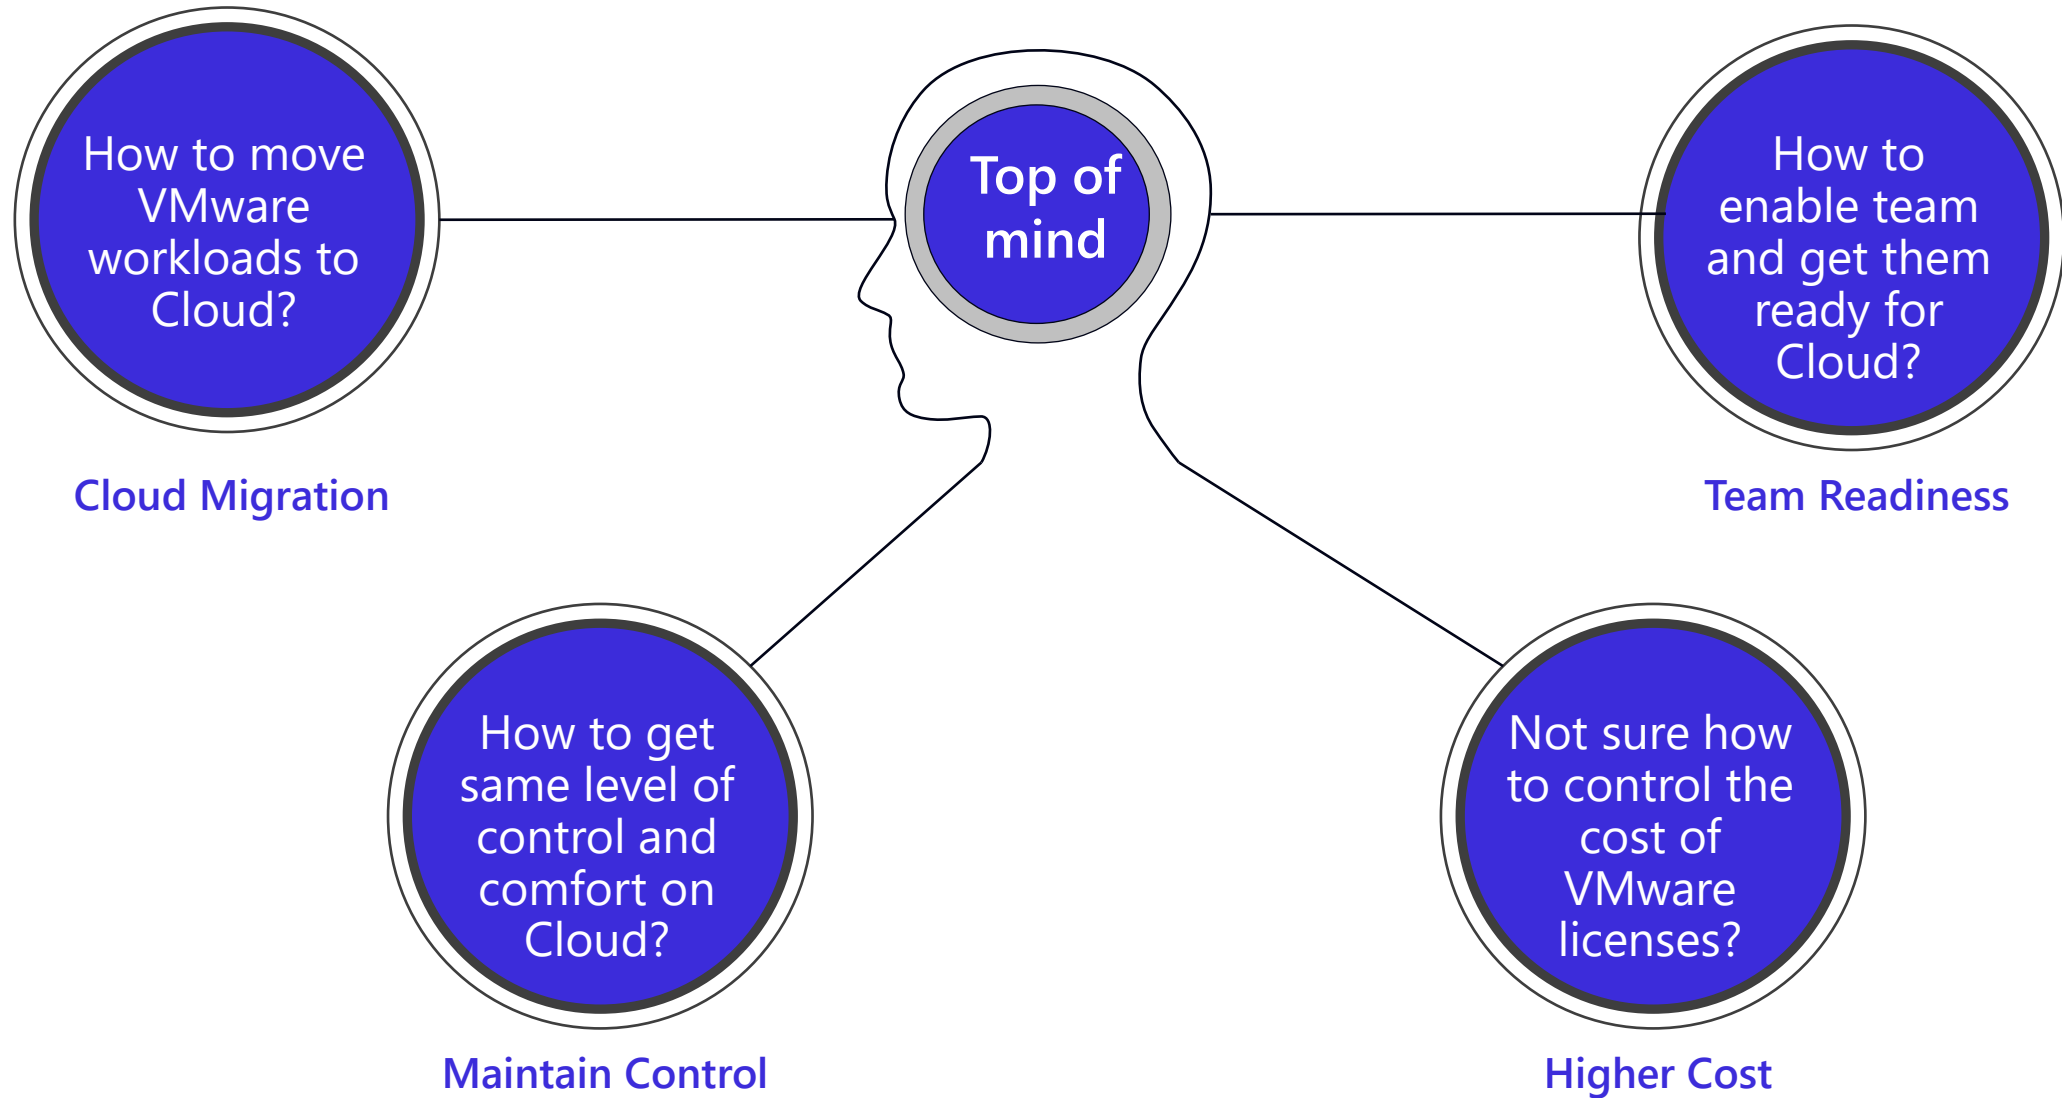 How to move
VMware
workloads to
Cloud?
Cloud Migration
Top of
mind
How to
enable team
and get them
ready for
Cloud?
Team Readiness
How to get
same level of
control and
comfort on
Cloud?
Maintain Control
Not sure how
to control the
cost of
VMware
licenses?
Higher Cost